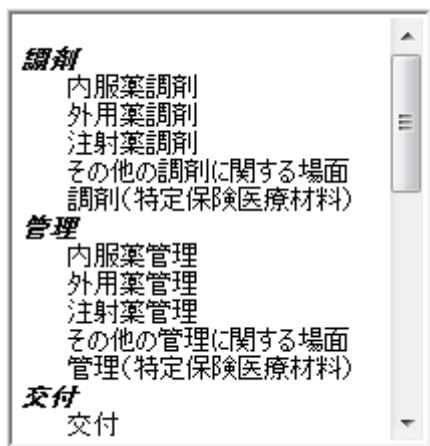 調剤
内服薬調剤
外用薬調剤
注射薬調剤
その他の調剤に関する場面
調剤(特定保険医療材料)
管理
内服薬管理
外用薬管理
注射薬管理
その他の管理に関する場面
管理(特定保険医療材料)
交付
交付